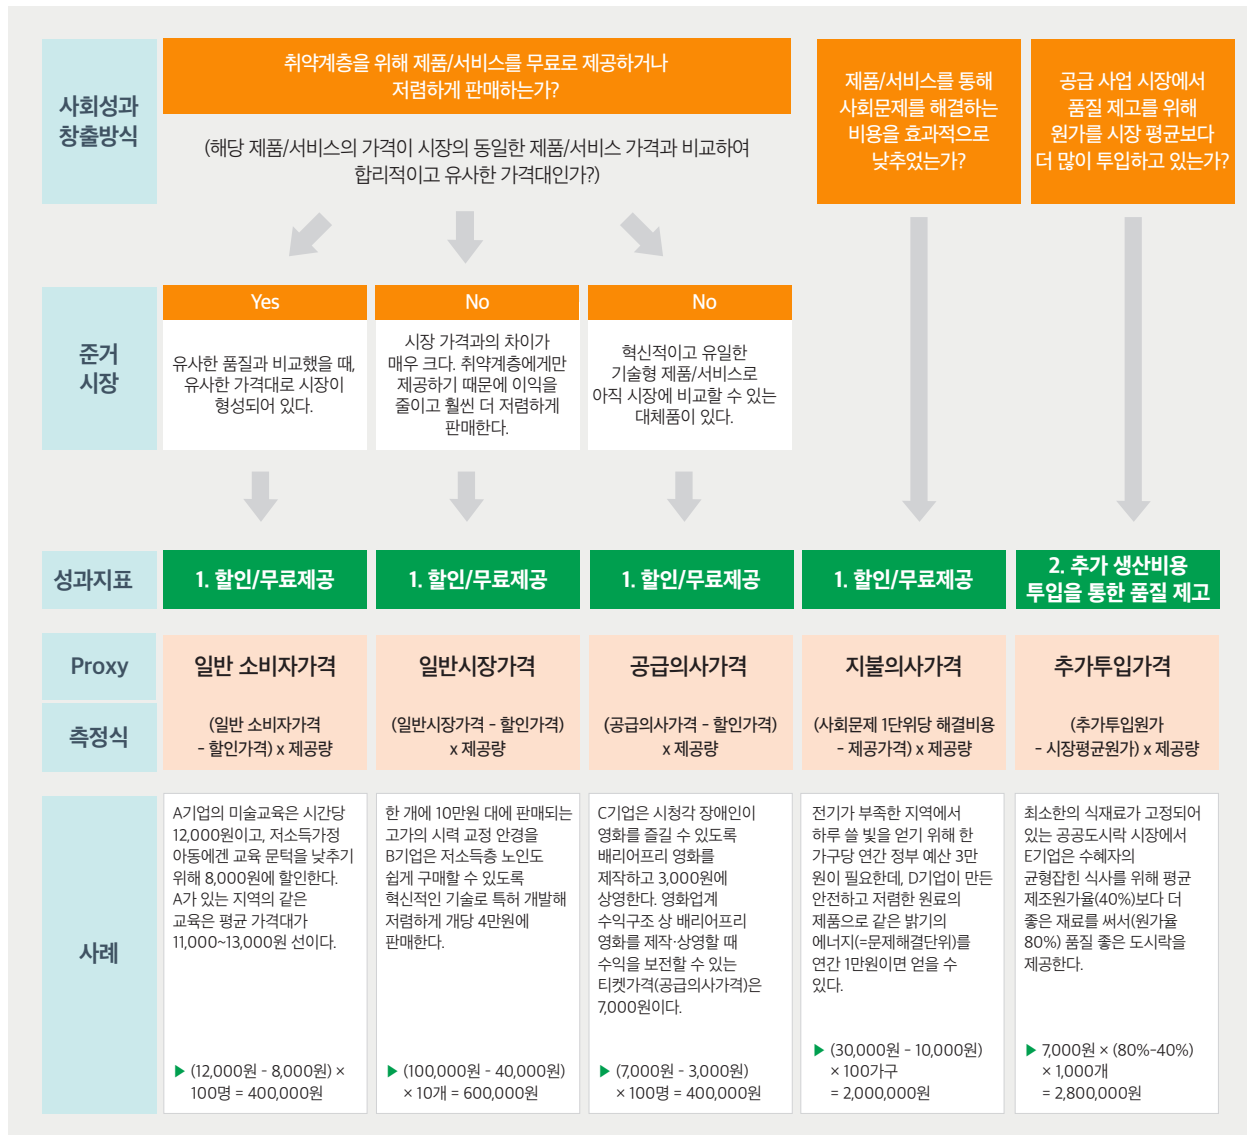 사회성과
창출방식
취약계층을 위해 제품/서비스를 무료로 제공하거나
저렴하게 판매하는가?
(해당 제품/서비스의 가격이 시장의 동일한 제품/서비스 가격과 비교하여
합리적이고 유사한 가격대인가?)
제품/서비스를 통해
사회문제를 해결하는
비용을 효과적으로
낮추었는가?
공급 사업 시장에서
품질 제고를 위해
원가를 시장 평균보다
더 많이 투입하고 있는가?
준거
시장
Yes
유사한 품질과 비교했을 때,
유사한 가격대로 시장이
형성되어 있다.
No
시장 가격과의 차이가
매우 크다. 취약계층에게만
제공하기 때문에 이익을
줄이고 훨씬 더 저렴하게
판매한다.
No
혁신적이고 유일한
기술형 제품/서비스로
아직 시장에 비교할 수 있는
대체품이 있다.
성과지표
1. 할인/무료제공
1. 할인/무료제공
1. 할인/무료제공
1. 할인/무료제공
2. 추가 생산비용
투입을 통한 품질 제고
Proxy
일반 소비자가격
일반시장가격
공급의사가격
지불의사가격
추가투입가격
측정식
(일반 소비자가격
- 할인가격) x 제공량
(일반시장가격 - 할인가격)
x 제공량
(공급의사가격 - 할인가격)
x 제공량
(사회문제 1단위당 해결비용
- 제공가격) x 제공량
(추가투입원가
- 시장평균원가) x 제공량
사례
A기업의 미술교육은 시간당
12,000원이고, 저소득가정
아동에겐 교육 문턱을 낮추기
위해 8,000원에 할인한다.
A가 있는 지역의 같은
교육은 평균 가격대가
11,000~13,000원 선이다.
▶ (12,000원 - 8,000원) ×
100명 = 400,000원
한 개에 10만원 대에 판매되는
고가의 시력 교정 안경을
B기업은 저소득층 노인도
쉽게 구매할 수 있도록
혁신적인 기술로 특허 개발해
저렴하게 개당 4만원에
판매한다.
▶ (100,000원 - 40,000원)
× 10개 = 600,000원
C기업은 시청각 장애인이
영화를 즐길 수 있도록
배리어프리 영화를
제작하고 3,000원에
상영한다. 영화업계
수익구조 상 배리어프리
영화를 제작·상영할 때
수익을 보전할 수 있는
티켓가격(공급의사가격)은
7,000원이다.
▶ (7,000원 - 3,000원)
× 100명 = 400,000원
전기가 부족한 지역에서
하루 쓸 빛을 얻기 위해 한
가구당 연간 정부 예산 3만
원이 필요한데, D기업이 만든
안전하고 저렴한 원료의
제품으로 같은 밝기의
에너지(=문제해결단위)를
연간 1만원이면 얻을 수
있다.
▶ (30,000원 - 10,000원)
× 100가구
= 2,000,000원
최소한의 식재료가 고정되어
있는 공공도시락 시장에서
E기업은 수혜자의
균형잡힌 식사를 위해 평균
제조원가율(40%)보다 더
좋은 재료를 써서(원가율
80%) 품질 좋은 도시락을
제공한다.
▶ 7,000원 × (80%-40%)
× 1,000개
= 2,800,000원